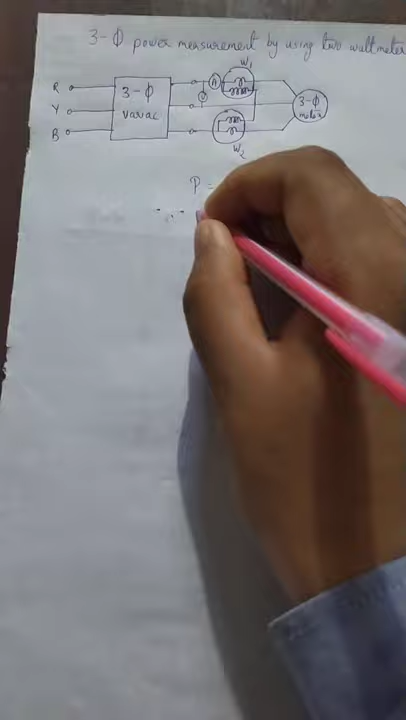 3-Φ power measurement by using two wattmeter
W1
R
3-Φ
A
Y
variac
V
3-Φ
motor
B
W2
P =